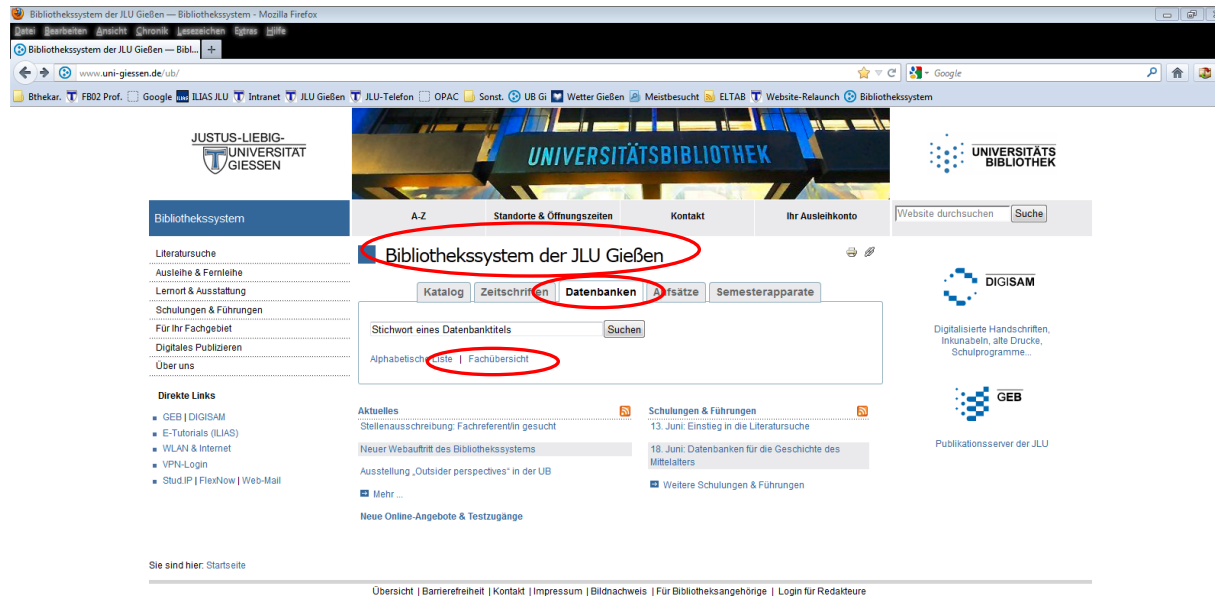 Bibliothekssystem der JLU Gießen — Bibliothekssystem - Mozilla Firefox
Datei Bearbeiten Ansicht Chronik Lesezeichen Extras Hilfe
Bibliothekssystem der JLU Gießen — Bibl... +
www.uni-giessen.de/ub/ Google
Bthekar. FB02 Prof. Google ILIAS JLU Intranet JLU Gießen JLU-Telefon OPAC Sonst. UB Gi Wetter Gießen Meistbesucht ELTAB Website-Relaunch Bibliothekssystem
JUSTUS-LIEBIG-
UNIVERSITÄT
GIESSEN
UNIVERSITÄTSBIBLIOTHEK
UNIVERSITÄTS
BIBLIOTHEK
Bibliothekssystem
A-Z Standorte & Öffnungszeiten Kontakt Ihr Ausleihkonto
Website durchsuchen Suche
Literatursuche
Ausleihe & Fernleihe
Lernort & Ausstattung
Schulungen & Führungen
Für Ihr Fachgebiet
Digitales Publizieren
Über uns
Direkte Links
GEB | DIGISAM
E-Tutorials (ILIAS)
WLAN & Internet
VPN-Login
Stud.IP | FlexNow | Web-Mail
Bibliothekssystem der JLU Gießen
Katalog Zeitschriften Datenbanken Aufsätze Semesterapparate
Stichwort eines Datenbanktitels Suchen
Alphabetische Liste | Fachübersicht
Aktuelles
Stellenausschreibung: Fachreferent/in gesucht
Neuer Webauftritt des Bibliothekssystems
Ausstellung „Outsider perspectives“ in der UB
Mehr ...
Neue Online-Angebote & Testzugänge
Schulungen & Führungen
13. Juni: Einstieg in die Literatursuche
18. Juni: Datenbanken für die Geschichte des
Mittelalters
Weitere Schulungen & Führungen
DIGISAM
Digitalisierte Handschriften,
Inkunabeln, alte Drucke,
Schulprogramme...
GEB
Publikationsserver der JLU
Sie sind hier: Startseite
Übersicht | Barrierefreiheit | Kontakt | Impressum | Bildnachweis | Für Bibliotheksangehörige | Login für Redakteure